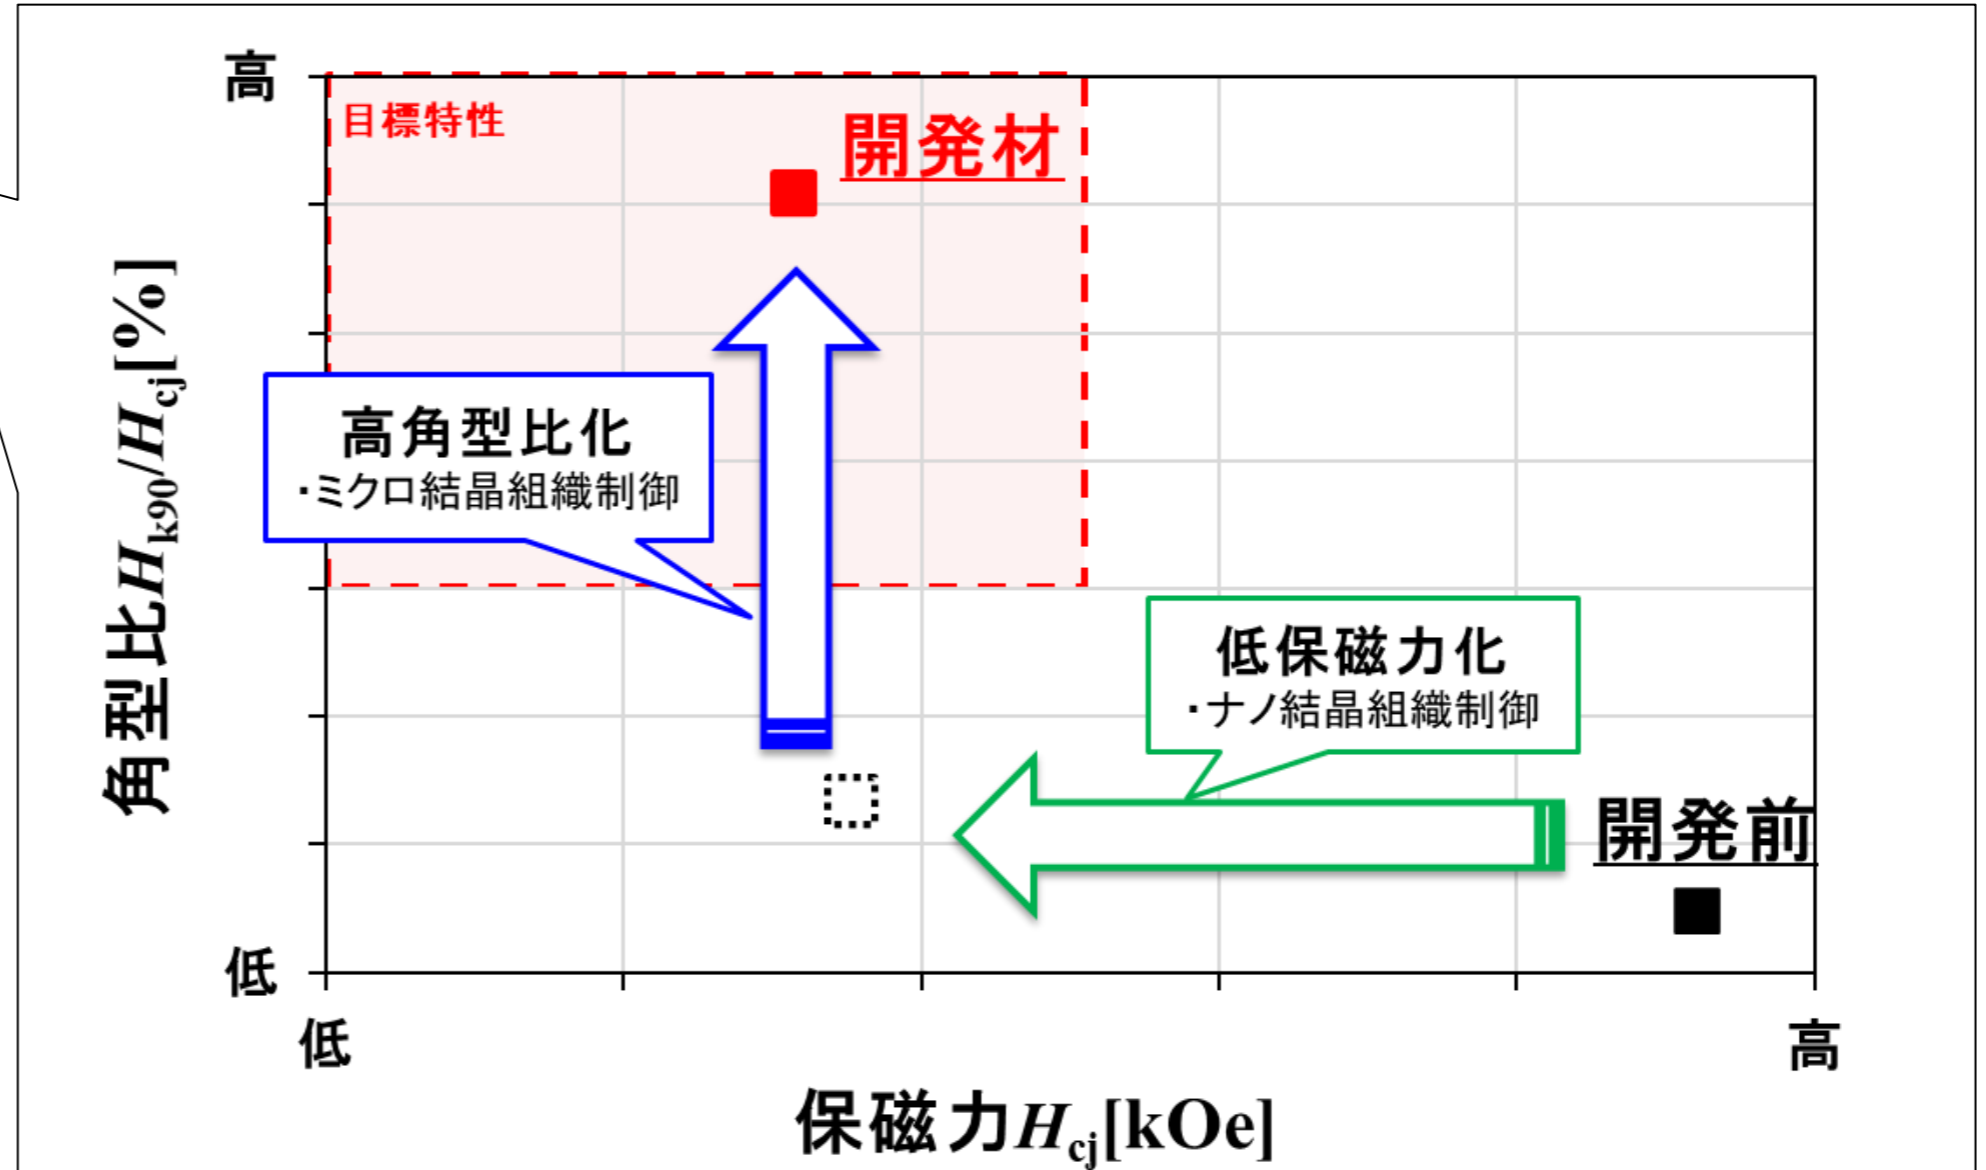 高
目標特性
開発材
角型比Hk90/Hcj[%]
高角型比化
・ミクロ結晶組織制御
低保磁力化
・ナノ結晶組織制御
開発前
低
低
高
保磁力Hcj[kOe]